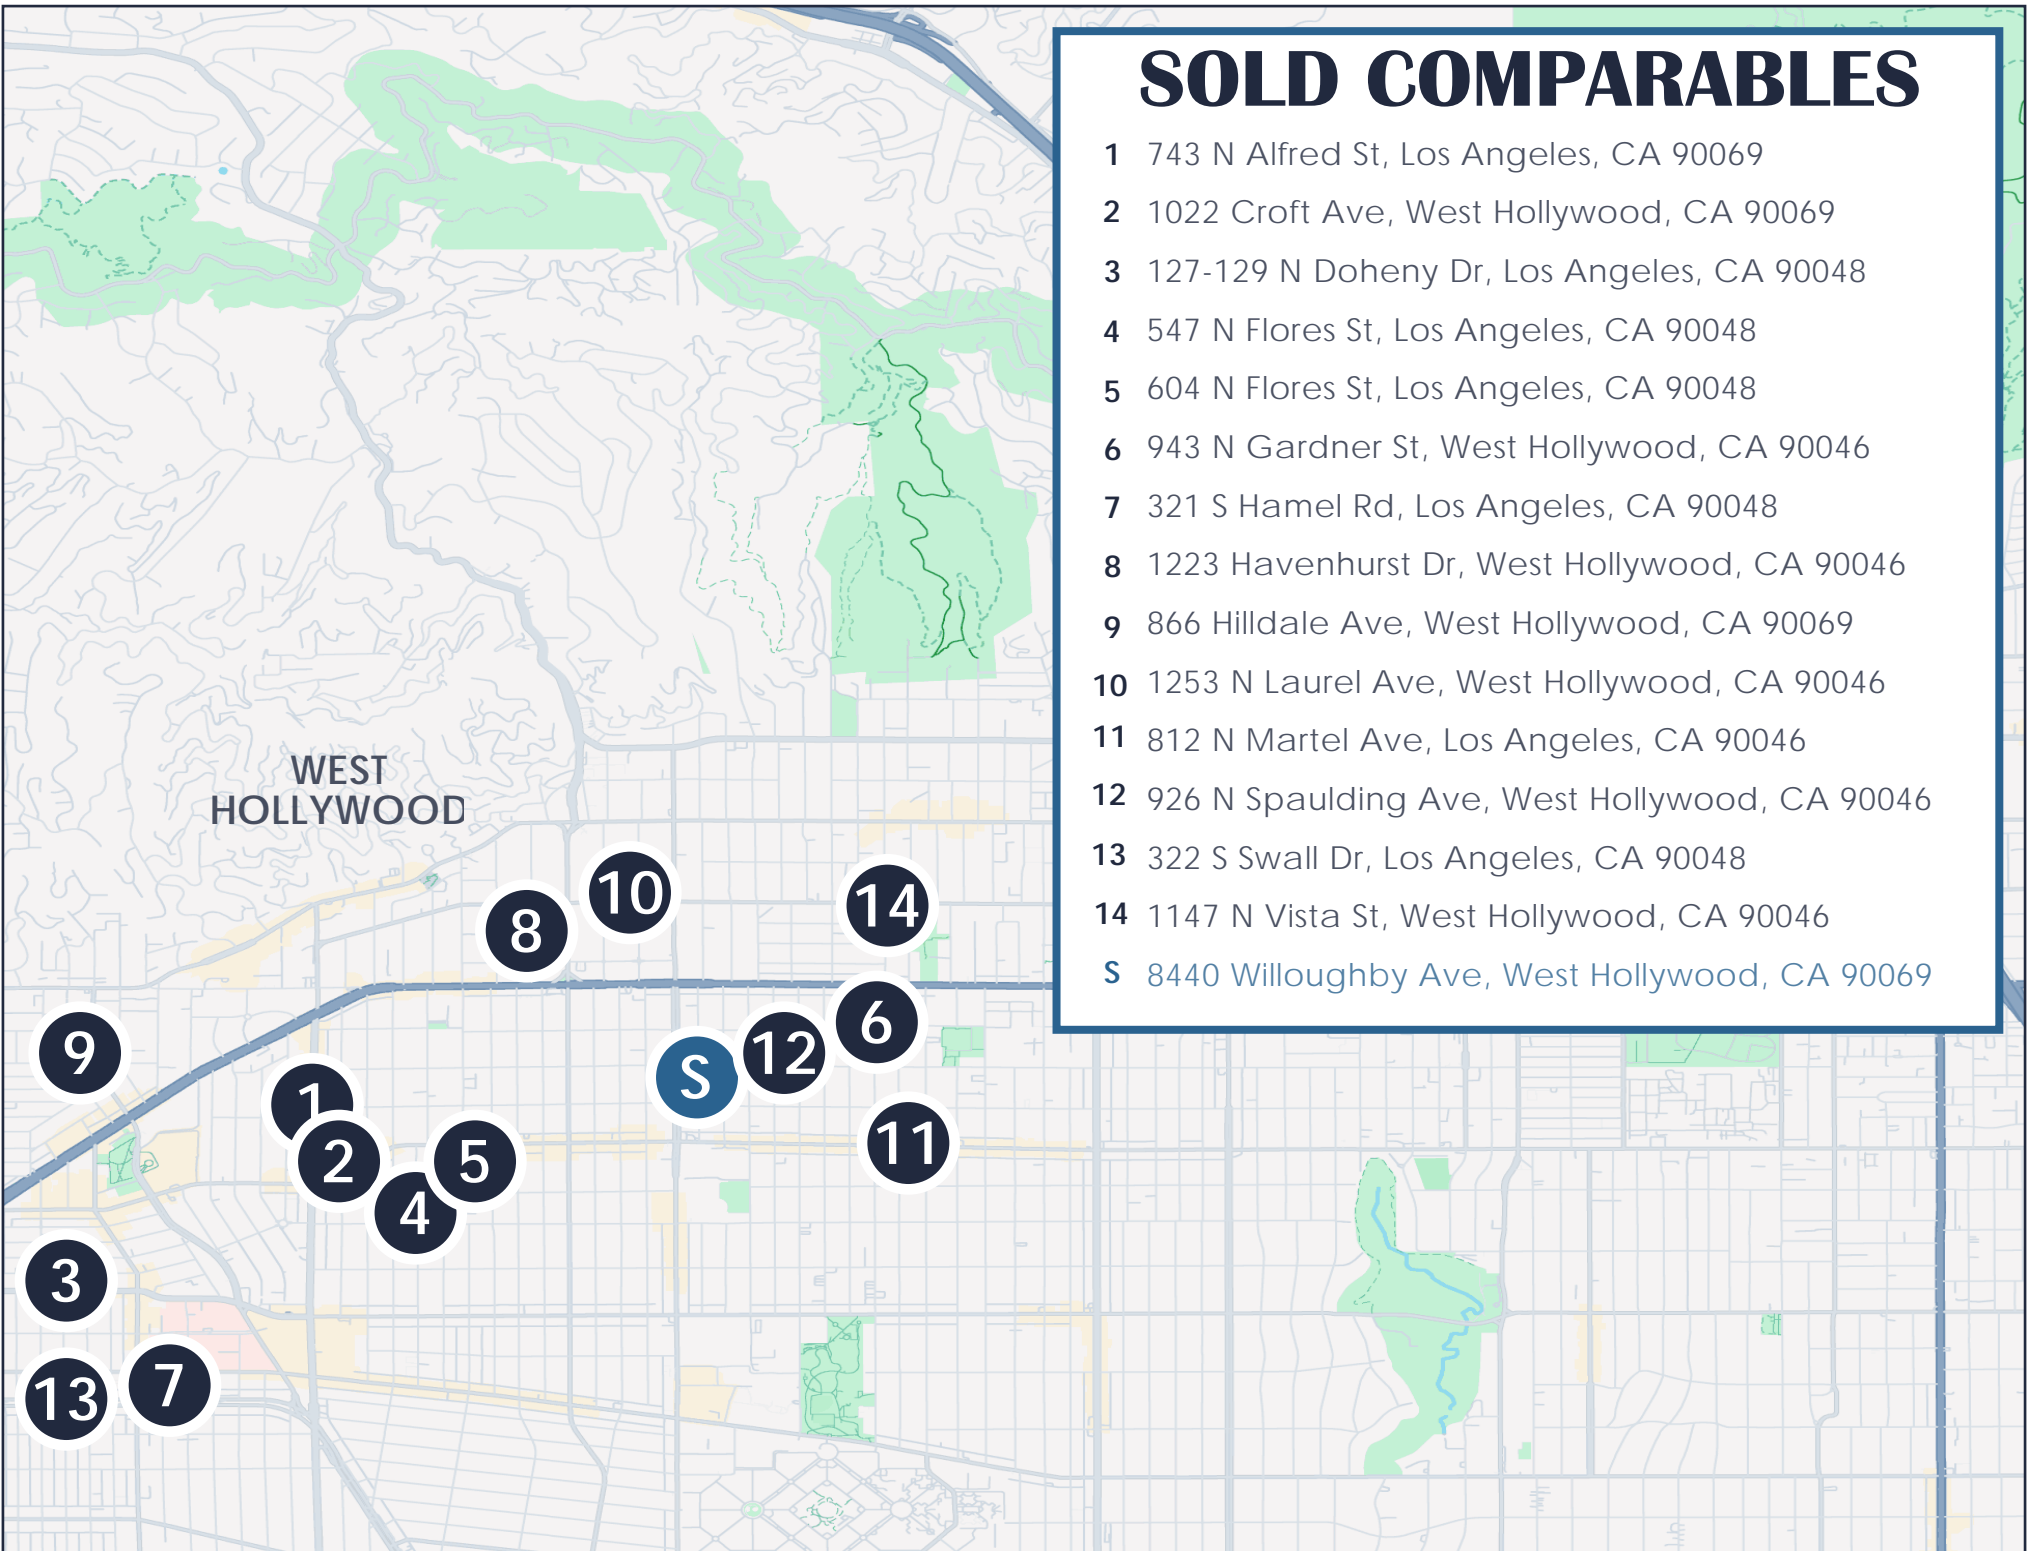 SOLD COMPARABLES
1 743 N Alfred St, Los Angeles, CA 90069
2 1022 Croft Ave, West Hollywood, CA 90069
3 127-129 N Doheny Dr, Los Angeles, CA 90048
4 547 N Flores St, Los Angeles, CA 90048
5 604 N Flores St, Los Angeles, CA 90048
6 943 N Gardner St, West Hollywood, CA 90046
7 321 S Hamel Rd, Los Angeles, CA 90048
8 1223 Havenhurst Dr, West Hollywood, CA 90046
9 866 Hilldale Ave, West Hollywood, CA 90069
10 1253 N Laurel Ave, West Hollywood, CA 90046
11 812 N Martel Ave, Los Angeles, CA 90046
12 926 N Spaulding Ave, West Hollywood, CA 90046
13 322 S Swall Dr, Los Angeles, CA 90048
14 1147 N Vista St, West Hollywood, CA 90046
S 8440 Willoughby Ave, West Hollywood, CA 90069
WEST
HOLLYWOOD
10
14
8
6
9
12
S
1
11
2
5
4
3
7
13